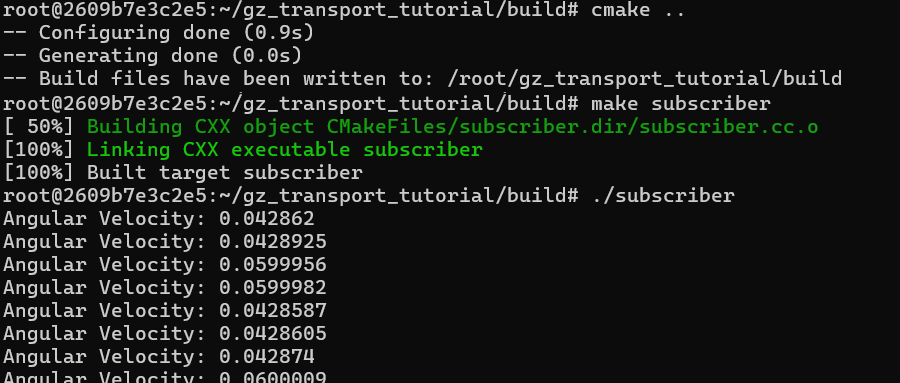 root@2609b7e3c2e5:~/gz_transport_tutorial/build# cmake ..
-- Configuring done (0.9s)
-- Generating done (0.0s)
-- Build files have been written to: /root/gz_transport_tutorial/build
root@2609b7e3c2e5:~/gz_transport_tutorial/build# make subscriber
[ 50%] Building CXX object CMakeFiles/subscriber.dir/subscriber.cc.o
[100%] Linking CXX executable subscriber
[100%] Built target subscriber
root@2609b7e3c2e5:~/gz_transport_tutorial/build# ./subscriber
Angular Velocity: 0.042862
Angular Velocity: 0.0428925
Angular Velocity: 0.0599956
Angular Velocity: 0.0599982
Angular Velocity: 0.0428587
Angular Velocity: 0.0428605
Angular Velocity: 0.042874
Angular Velocity: 0.0600009